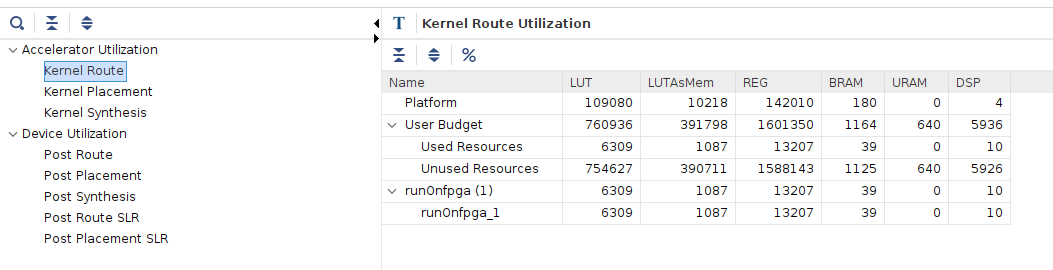 T Kernel Route Utilization
Accelerator Utilization
Kernel Route
Kernel Placement
Kernel Synthesis
Device Utilization
Post Route
Post Placement
Post Synthesis
Post Route SLR
Post Placement SLR
%
Name LUT LUTAsMem REG BRAM URAM DSP
Platform 109080 10218 142010 180 0 4
User Budget 760936 391798 1601350 1164 640 5936
Used Resources 6309 1087 13207 39 0 10
Unused Resources 754627 390711 1588143 1125 640 5926
runOnfpga (1) 6309 1087 13207 39 0 10
runOnfpga_1 6309 1087 13207 39 0 10